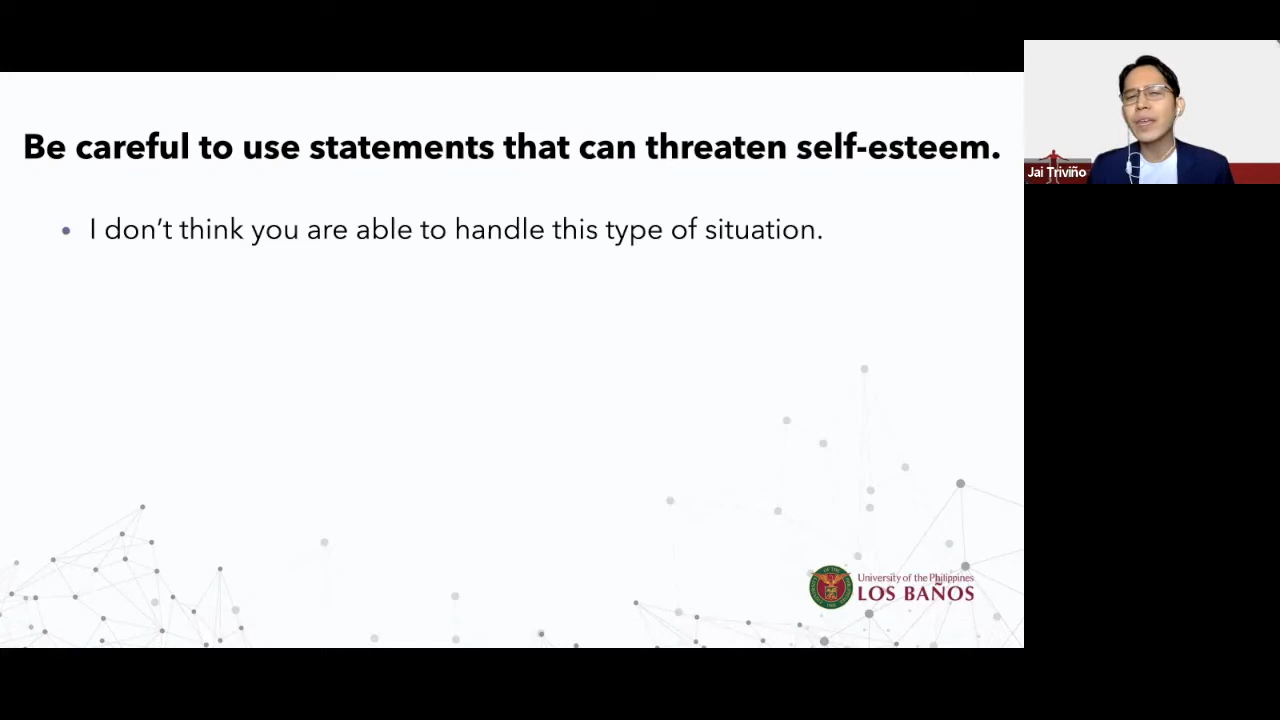 Be careful to use statements that can threaten self-esteem.
• I don't think you are able to handle this type of situation.
Jai Triviño
University of the Philippines
LOS BAÑOS